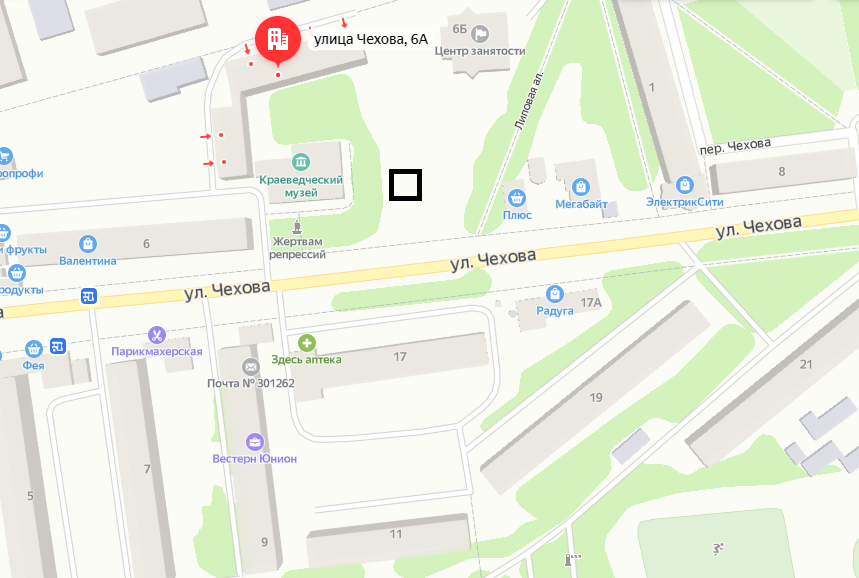 улица Чехова, 6А
6Б
Центр занятости
Липовая ал.
1
пер. Чехова
8
ропрофи
Краеведческий
музей
Плюс
Мегабайт
ЭлектрикСити
и фрукты
6
Валентина
Жертвам
репрессий
ул. Чехова
ул. Чехова
ул. Чехова
а
родукты
Радуга
17А
Фея
Парикмахерская
Здесь аптека
17
Почта № 301262
19
21
Вестерн Юнион
5
7
9
11